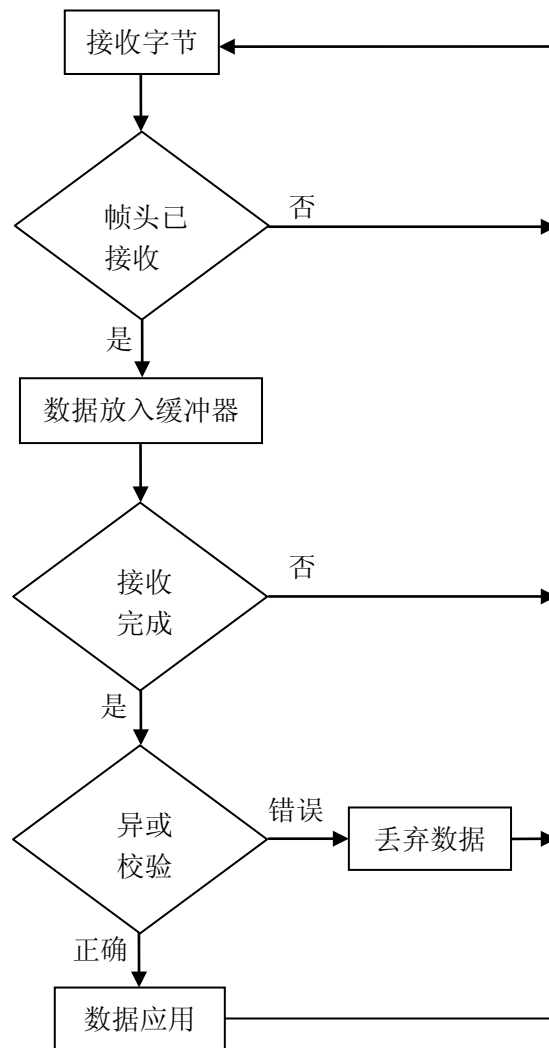 接收字节
帧头已
接收
否
是
数据放入缓冲器
接收
完成
否
是
异或
校验
错误
丢弃数据
正确
数据应用